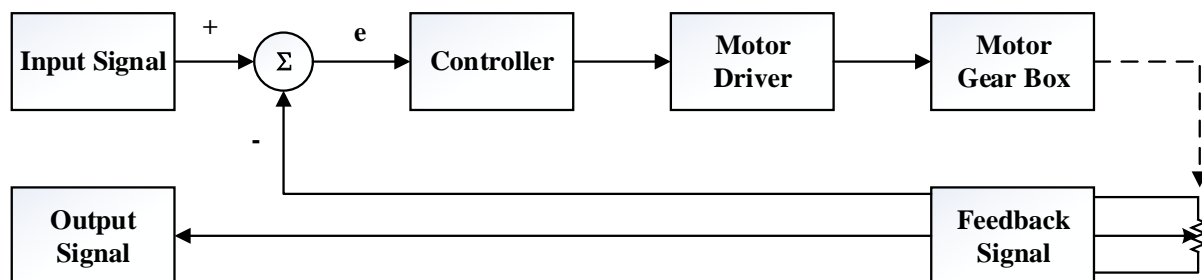 +
e
Input Signal
Σ
Controller
Motor
Driver
Motor
Gear Box
-
Output
Signal
Feedback
Signal